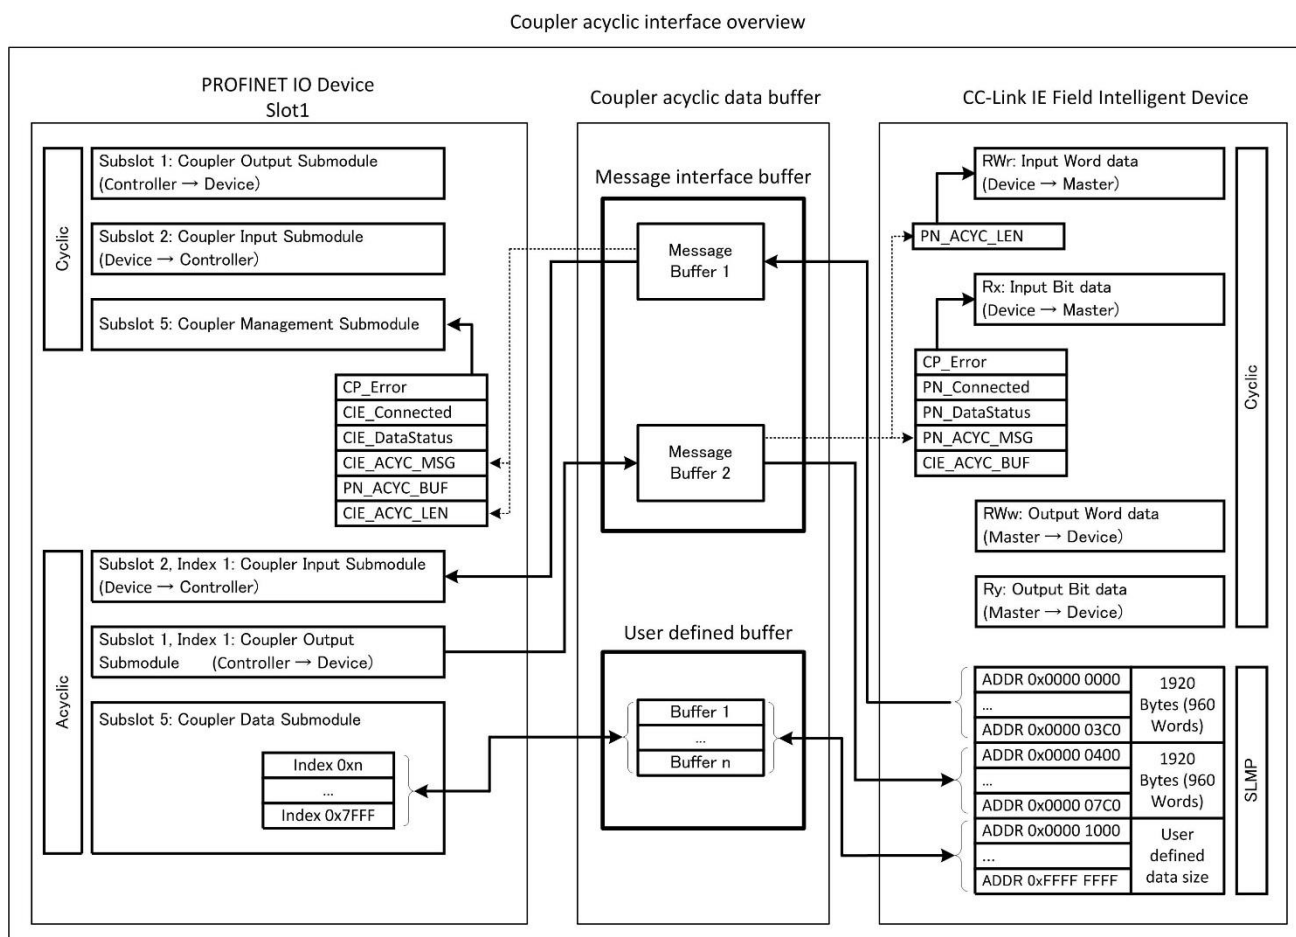 Coupler acyclic interface overview
PROFINET IO Device
Slot1
Cyclic
Subslot 1: Coupler Output Submodule
(Controller → Device)
Subslot 2: Coupler Input Submodule
(Device → Controller)
Subslot 5: Coupler Management Submodule
CP_Error
CIE_Connected
CIE_DataStatus
CIE_ACYC_MSG
PN_ACYC_BUF
CIE_ACYC_LEN
Acyclic
Subslot 2, Index 1: Coupler Input Submodule
(Device → Controller)
Subslot 1, Index 1: Coupler Output
Submodule (Controller → Device)
Subslot 5: Coupler Data Submodule
Index 0xn
...
Index 0x7FFF
Coupler acyclic data buffer
Message interface buffer
Message
Buffer 1
Message
Buffer 2
User defined buffer
Buffer 1
...
Buffer n
CC-Link IE Field Intelligent Device
RWr: Input Word data
(Device → Master)
PN_ACYC_LEN
Rx: Input Bit data
(Device → Master)
CP_Error
PN_Connected
PN_DataStatus
PN_ACYC_MSG
CIE_ACYC_BUF
RWw: Output Word data
(Master → Device)
Ry: Output Bit data
(Master → Device)
Cyclic
ADDR 0x0000 0000
...
ADDR 0x0000 03C0
1920
Bytes (960
Words)
ADDR 0x0000 0400
...
ADDR 0x0000 07C0
1920
Bytes (960
Words)
ADDR 0x0000 1000
...
ADDR 0xFFFF FFFF
User
defined
data size
SLMP